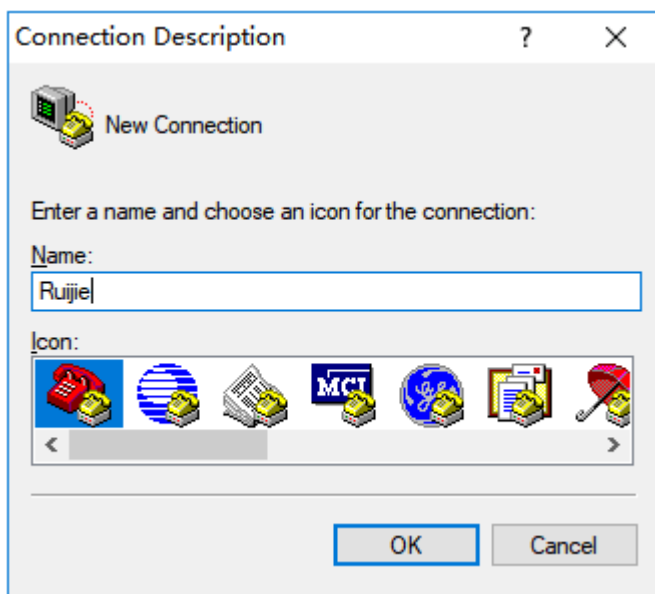 Connection Description ? ×
New Connection
Enter a name and choose an icon for the connection:
Name:
Ruijie
Icon:
MCI
< >
OK Cancel